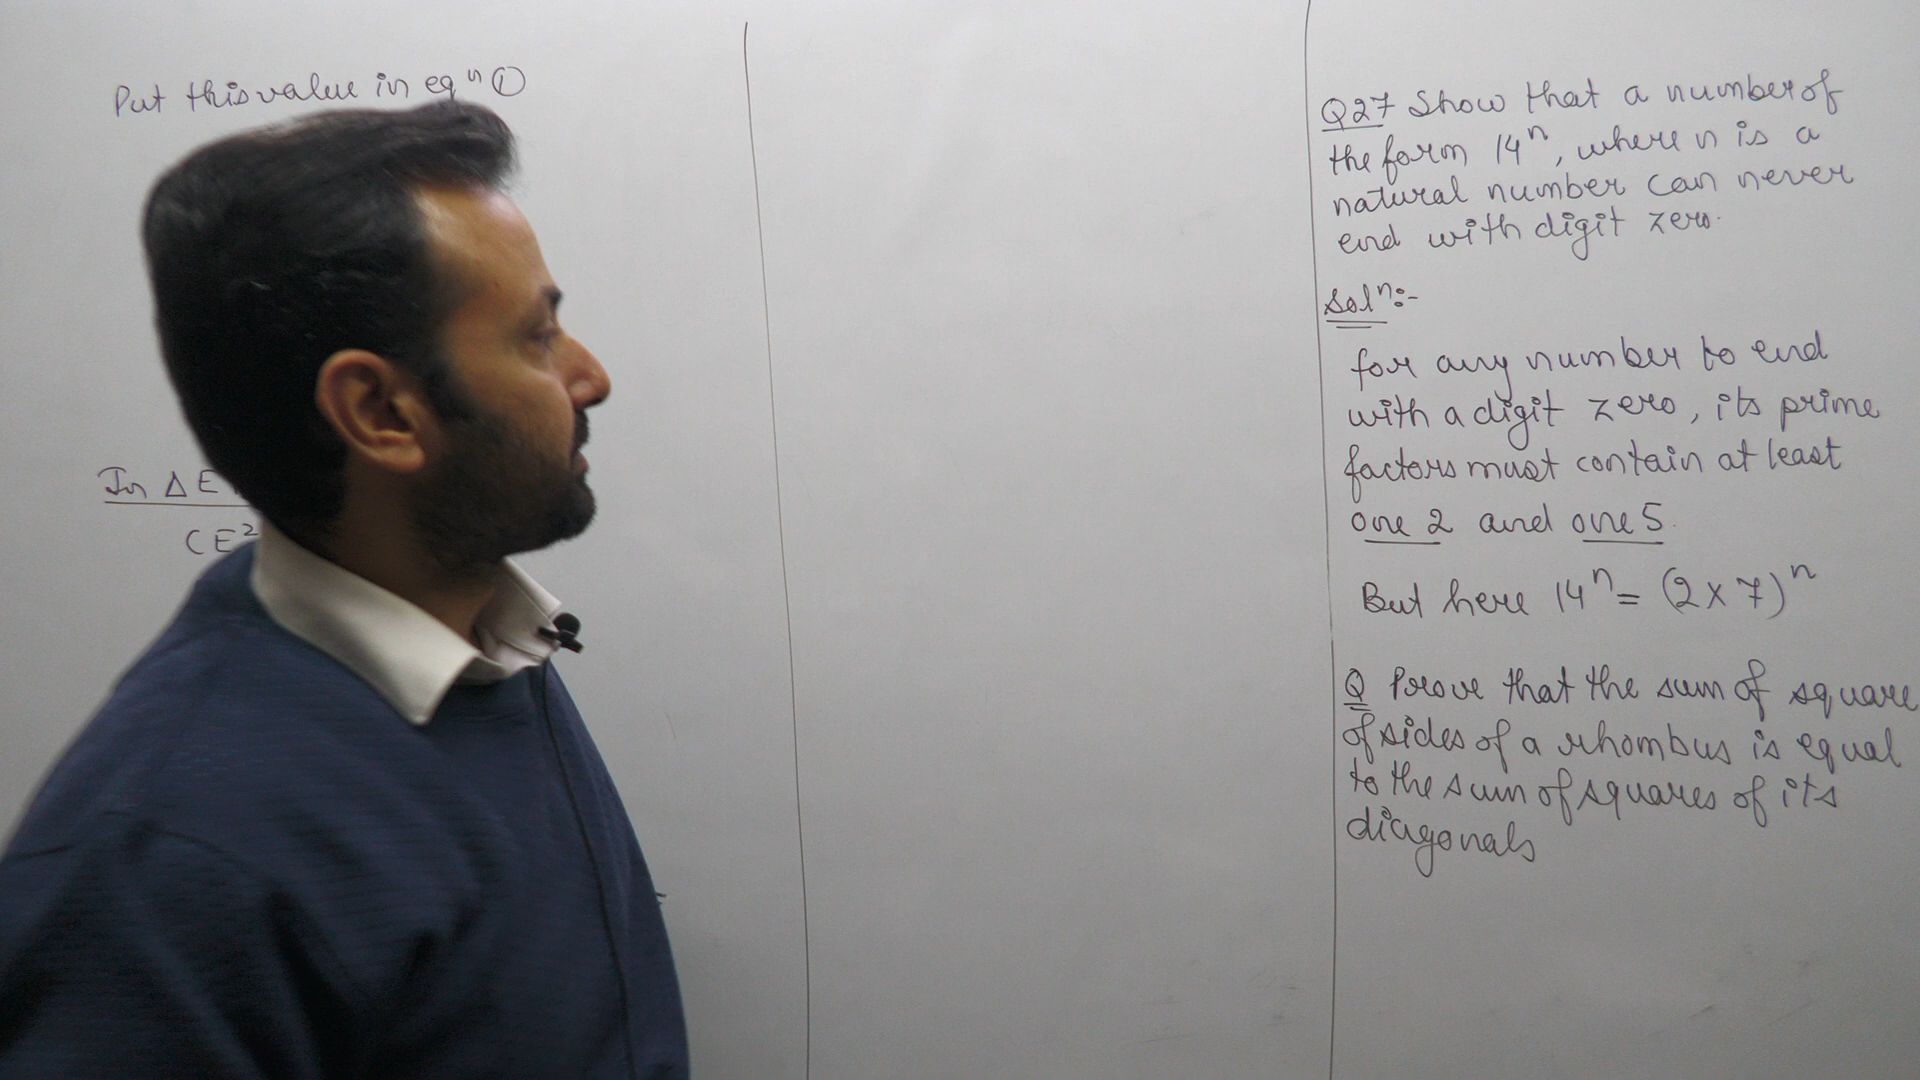 Put this value in eqⁿ ①
In Δ E
CE²
Q27 Show that a number of
the form 14ⁿ, where n is a
natural number can never
end with digit zero.
Solⁿ:-
for any number to end
with a digit zero, its prime
factors must contain at least
one 2 and one 5.
But here 14ⁿ = (2 x 7)ⁿ
Q Prove that the sum of square
of sides of a rhombus is equal
to the sum of squares of its
diagonals